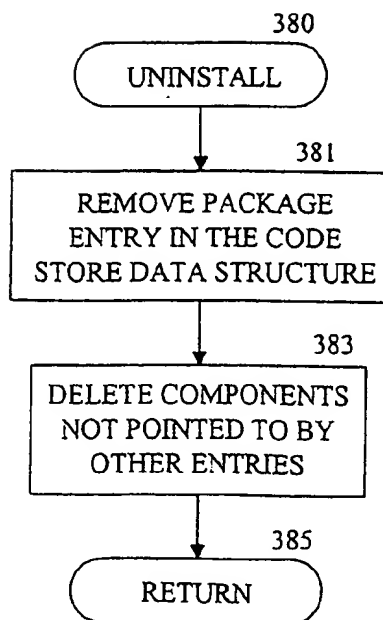 380
UNINSTALL
381
REMOVE PACKAGE
ENTRY IN THE CODE
STORE DATA STRUCTURE
383
DELETE COMPONENTS
NOT POINTED TO BY
OTHER ENTRIES
385
RETURN